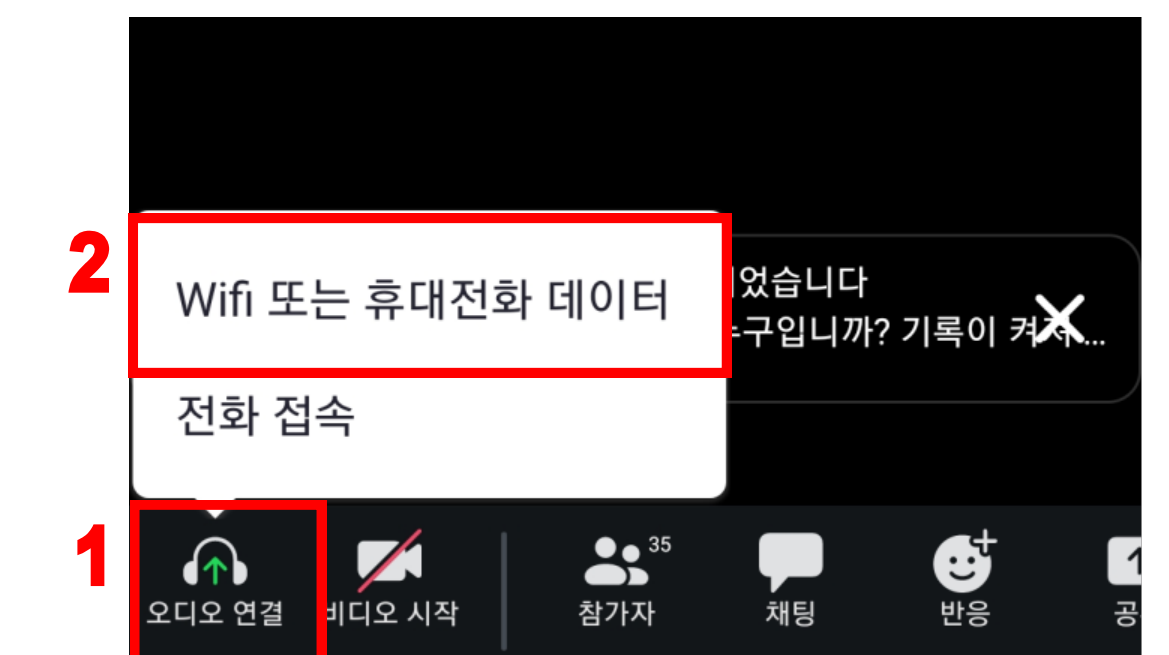 2
Wifi 또는 휴대전화 데이터
었습니다
구입니까? 기록이 켜져...
전화 접속
1
35
오디오 연결
비디오 시작
참가자
채팅
반응
공